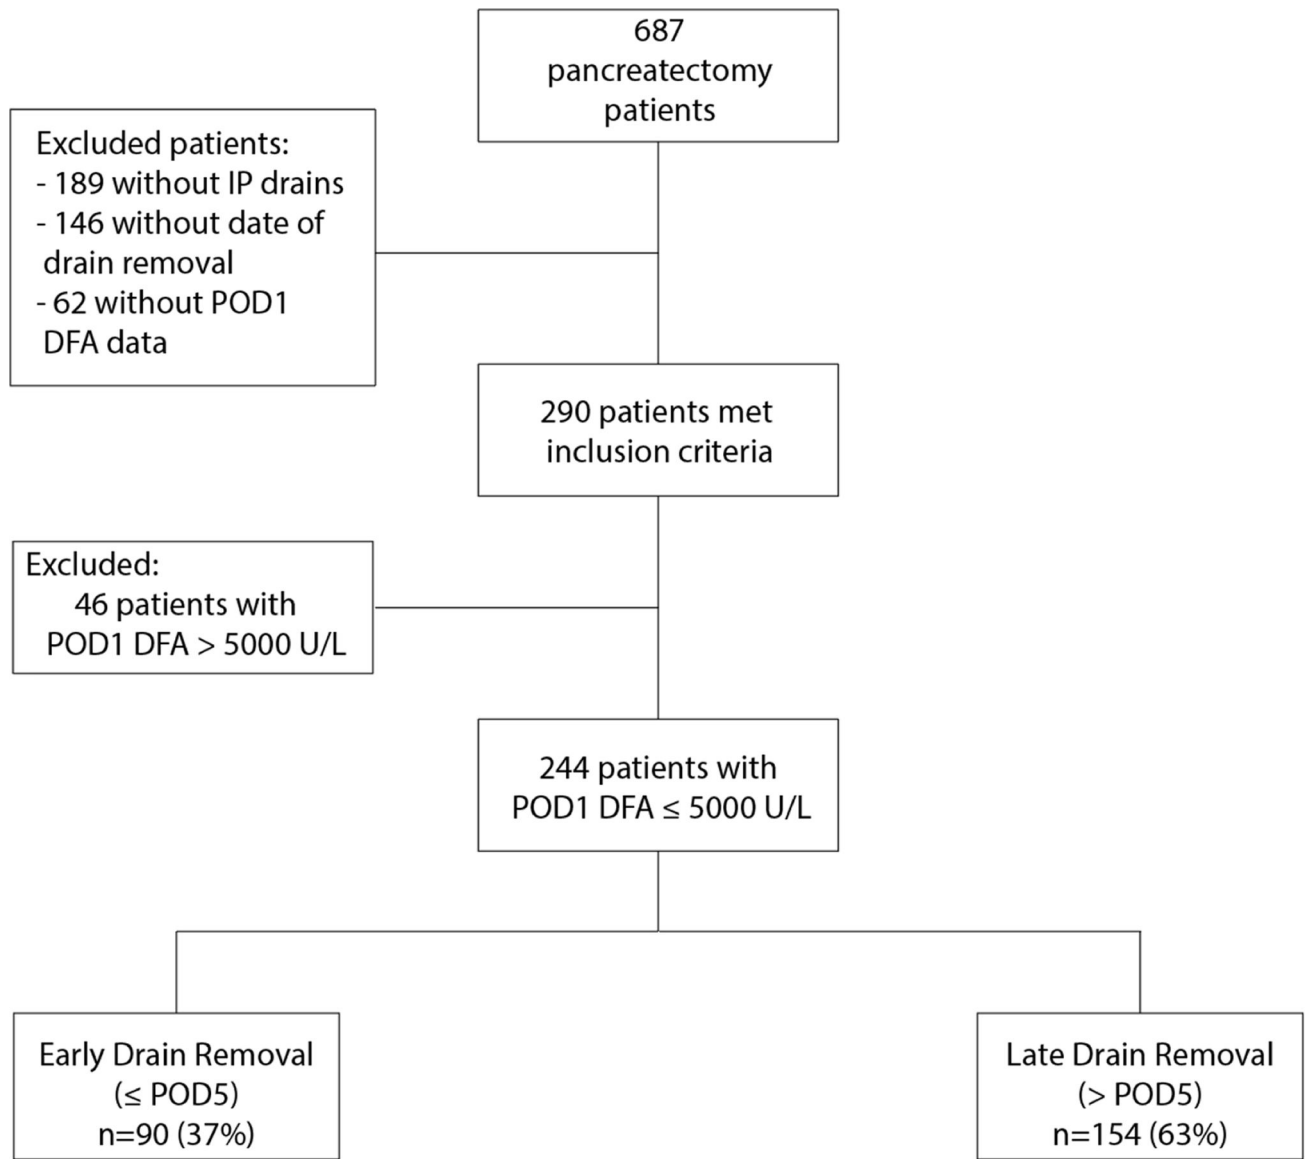 687
pancreatectomy
patients
Excluded patients:
- 189 without IP drains
- 146 without date of
drain removal
- 62 without POD1
DFA data
290 patients met
inclusion criteria
Excluded:
46 patients with
POD1 DFA > 5000 U/L
244 patients with
POD1 DFA ≤ 5000 U/L
Early Drain Removal
(≤ POD5)
n=90 (37%)
Late Drain Removal
(> POD5)
n=154 (63%)